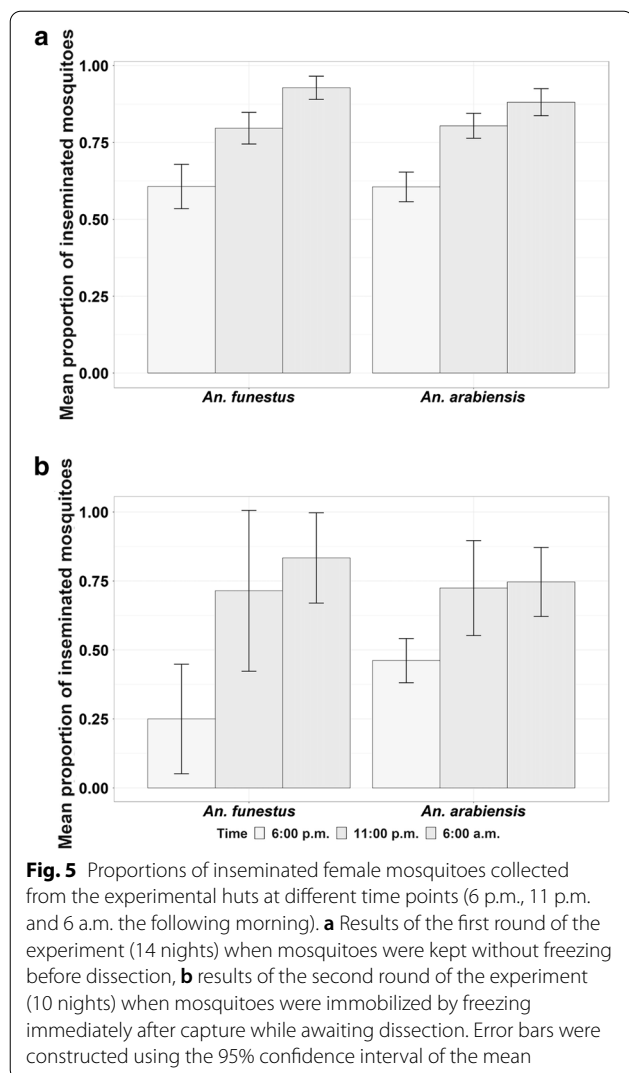 a
Mean proportion of inseminated mosquitoes
1.00
0.75
0.50
0.25
0.00
An. funestus An. arabiensis
b
Mean proportion of inseminated mosquitoes
1.00
0.75
0.50
0.25
0.00
An. funestus An. arabiensis
Time 6:00 p.m. 11:00 p.m. 6:00 a.m.
Fig. 5 Proportions of inseminated female mosquitoes collected
from the experimental huts at different time points (6 p.m., 11 p.m.
and 6 a.m. the following morning). a Results of the first round of the
experiment (14 nights) when mosquitoes were kept without freezing
before dissection, b results of the second round of the experiment
(10 nights) when mosquitoes were immobilized by freezing
immediately after capture while awaiting dissection. Error bars were
constructed using the 95% confidence interval of the mean